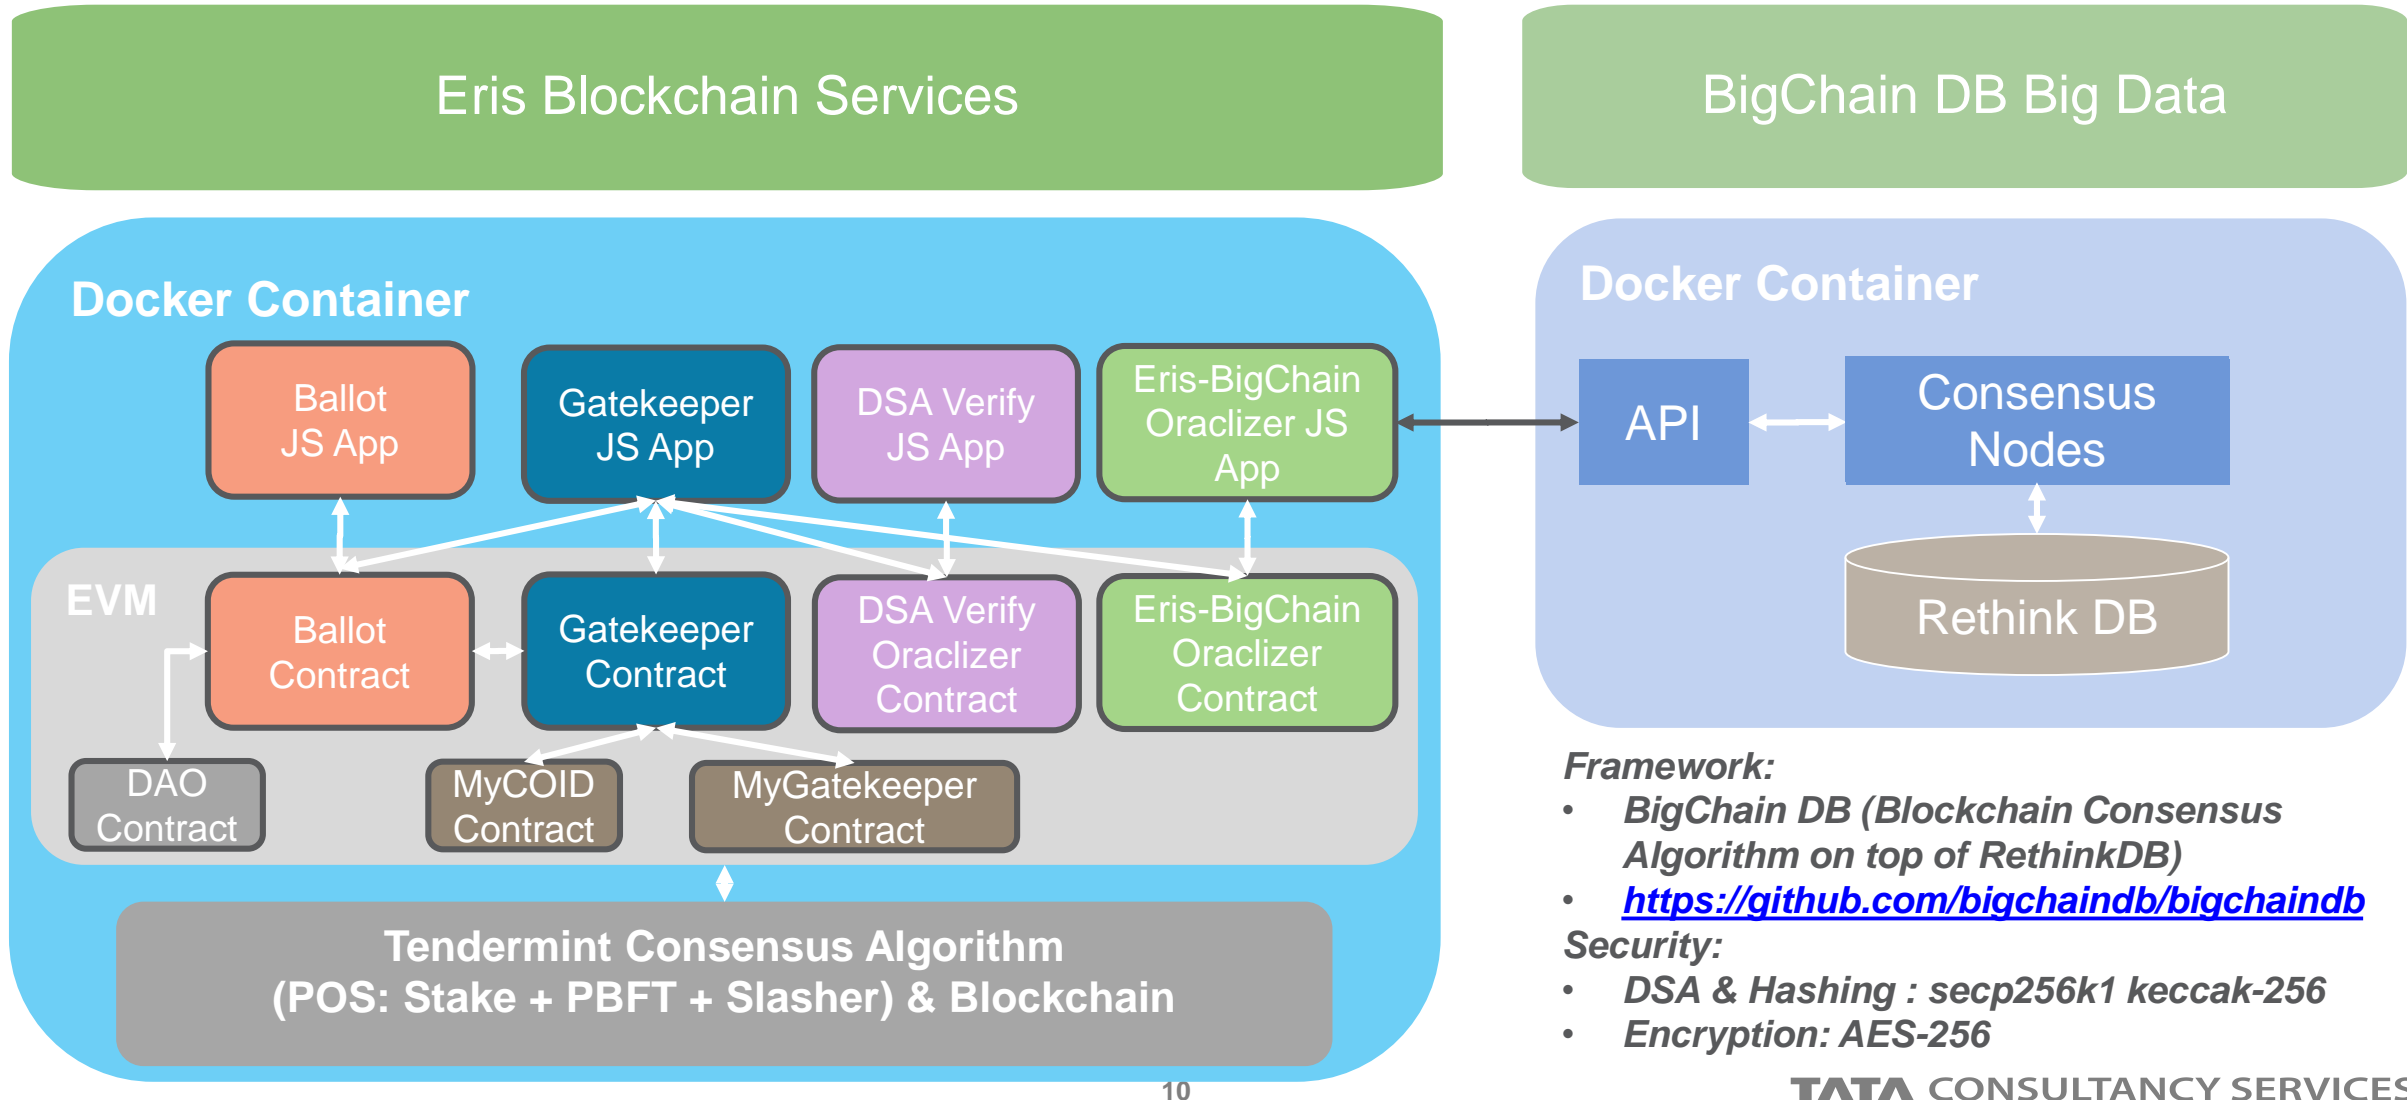 Eris Blockchain Services
BigChain DB Big Data
Docker Container
Ballot
JS App
Gatekeeper
JS App
DSA Verify
JS App
Eris-BigChain
Oraclizer JS
App
EVM
Ballot
Contract
Gatekeeper
Contract
DSA Verify
Oraclizer
Contract
Eris-BigChain
Oraclizer
Contract
DAO
Contract
MyCOID
Contract
MyGatekeeper
Contract
Tendermint Consensus Algorithm
(POS: Stake + PBFT + Slasher) & Blockchain
Docker Container
API
Consensus
Nodes
Rethink DB
Framework:
• BigChain DB (Blockchain Consensus
Algorithm on top of RethinkDB)
• https://github.com/bigchaindb/bigchaindb
Security:
• DSA & Hashing : secp256k1 keccak-256
• Encryption: AES-256
10
TATA CONSULTANCY SERVICES